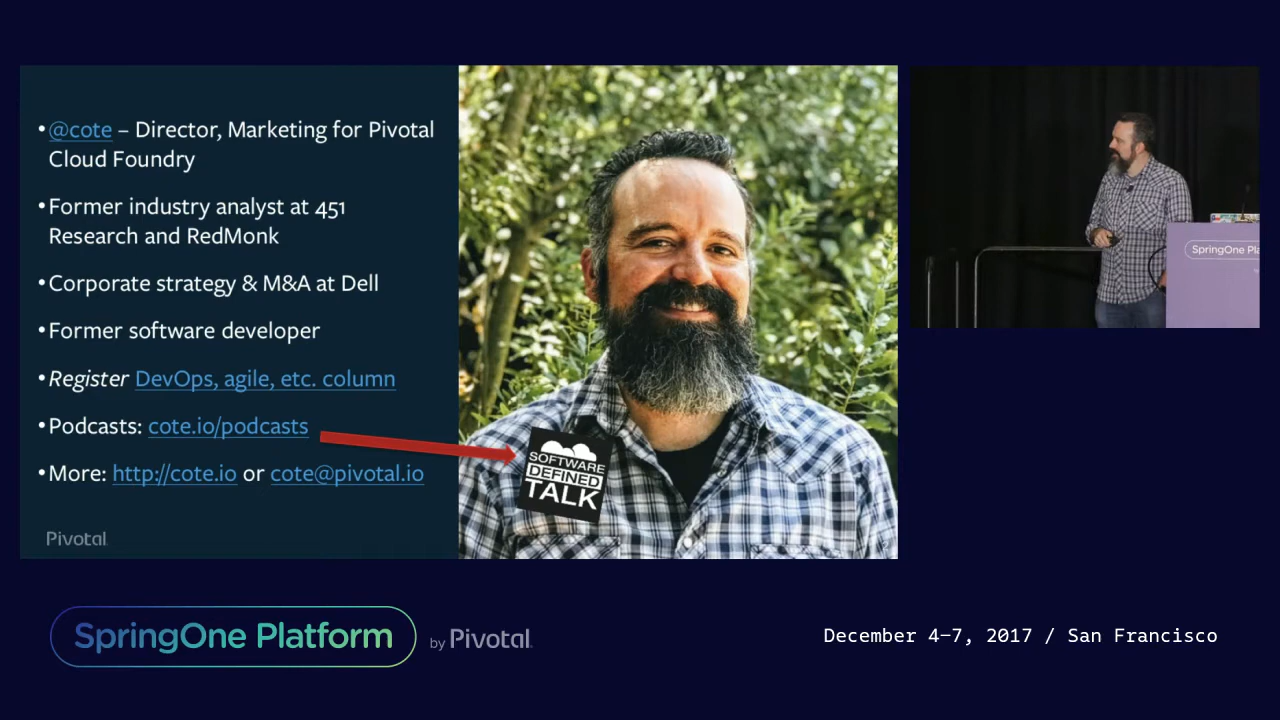 • @cote – Director, Marketing for Pivotal
Cloud Foundry
• Former industry analyst at 451
Research and RedMonk
• Corporate strategy & M&A at Dell
• Former software developer
• Register DevOps, agile, etc. column
• Podcasts: cote.io/podcasts
• More: http://cote.io or cote@pivotal.io
Pivotal
SOFTWARE
DEFINED
TALK
SpringOne
SpringOne Platform by Pivotal.
December 4–7, 2017 / San Francisco